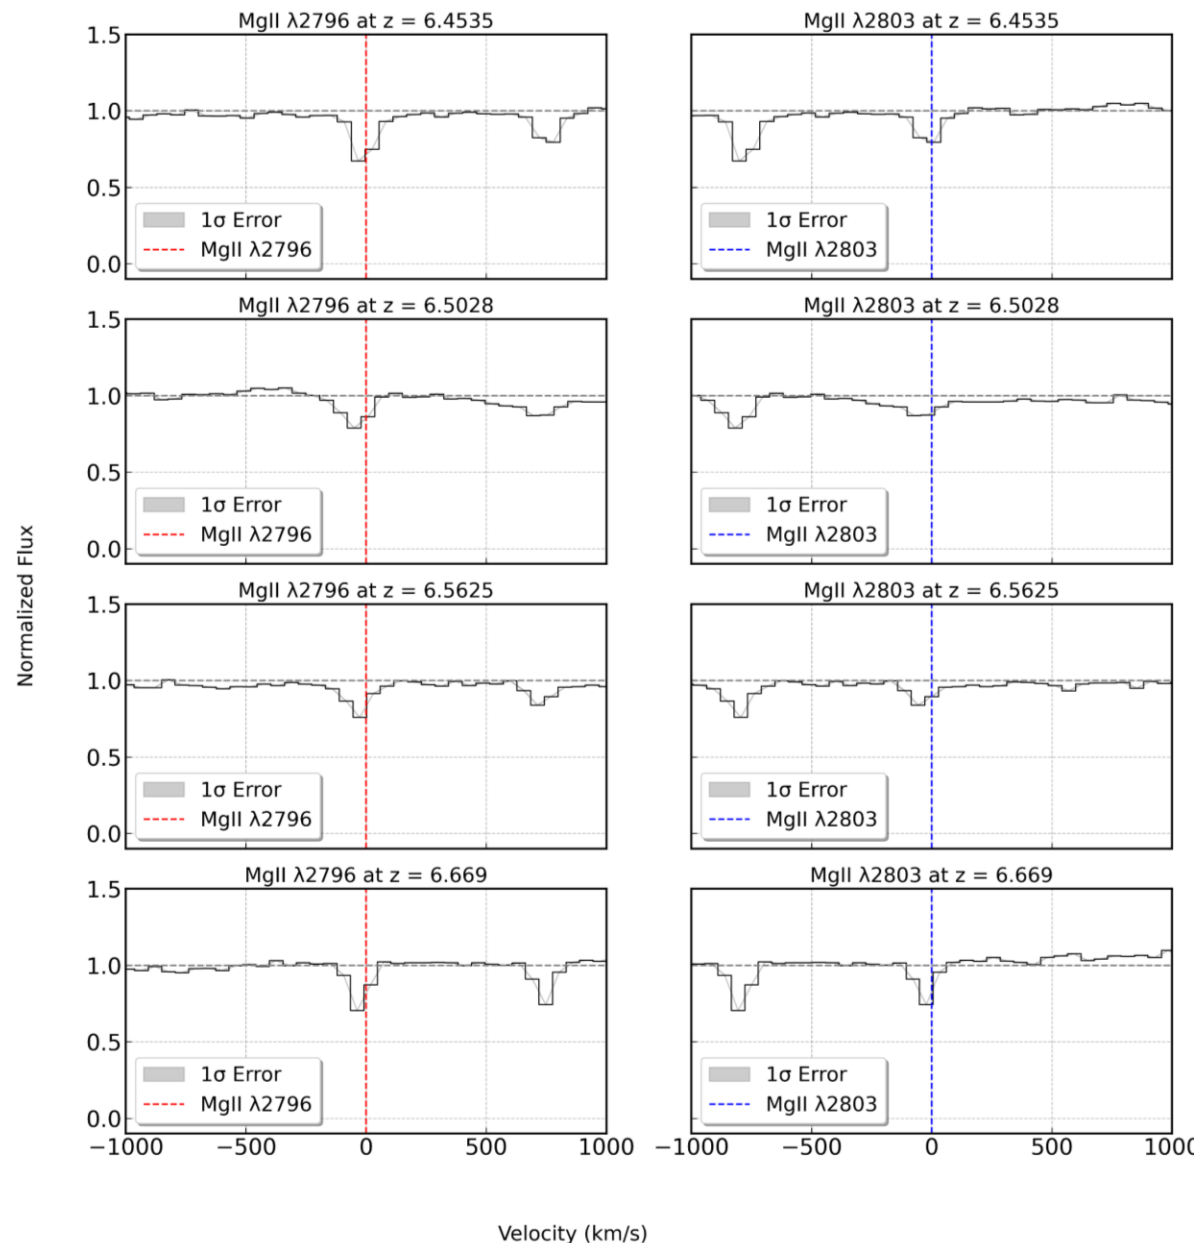 MgII λ2796 at z = 6.4535
MgII λ2803 at z = 6.4535
1.5
1.0
0.5
0.0
1σ Error
MgII λ2796
1σ Error
MgII λ2803
MgII λ2796 at z = 6.5028
MgII λ2803 at z = 6.5028
1.5
1.0
0.5
0.0
1σ Error
MgII λ2796
1σ Error
MgII λ2803
Normalized Flux
MgII λ2796 at z = 6.5625
MgII λ2803 at z = 6.5625
1.5
1.0
0.5
0.0
1σ Error
MgII λ2796
1σ Error
MgII λ2803
MgII λ2796 at z = 6.669
MgII λ2803 at z = 6.669
1.5
1.0
0.5
0.0
1σ Error
MgII λ2796
1σ Error
MgII λ2803
−1000 −500 0 500 1000
−1000 −500 0 500 1000
Velocity (km/s)